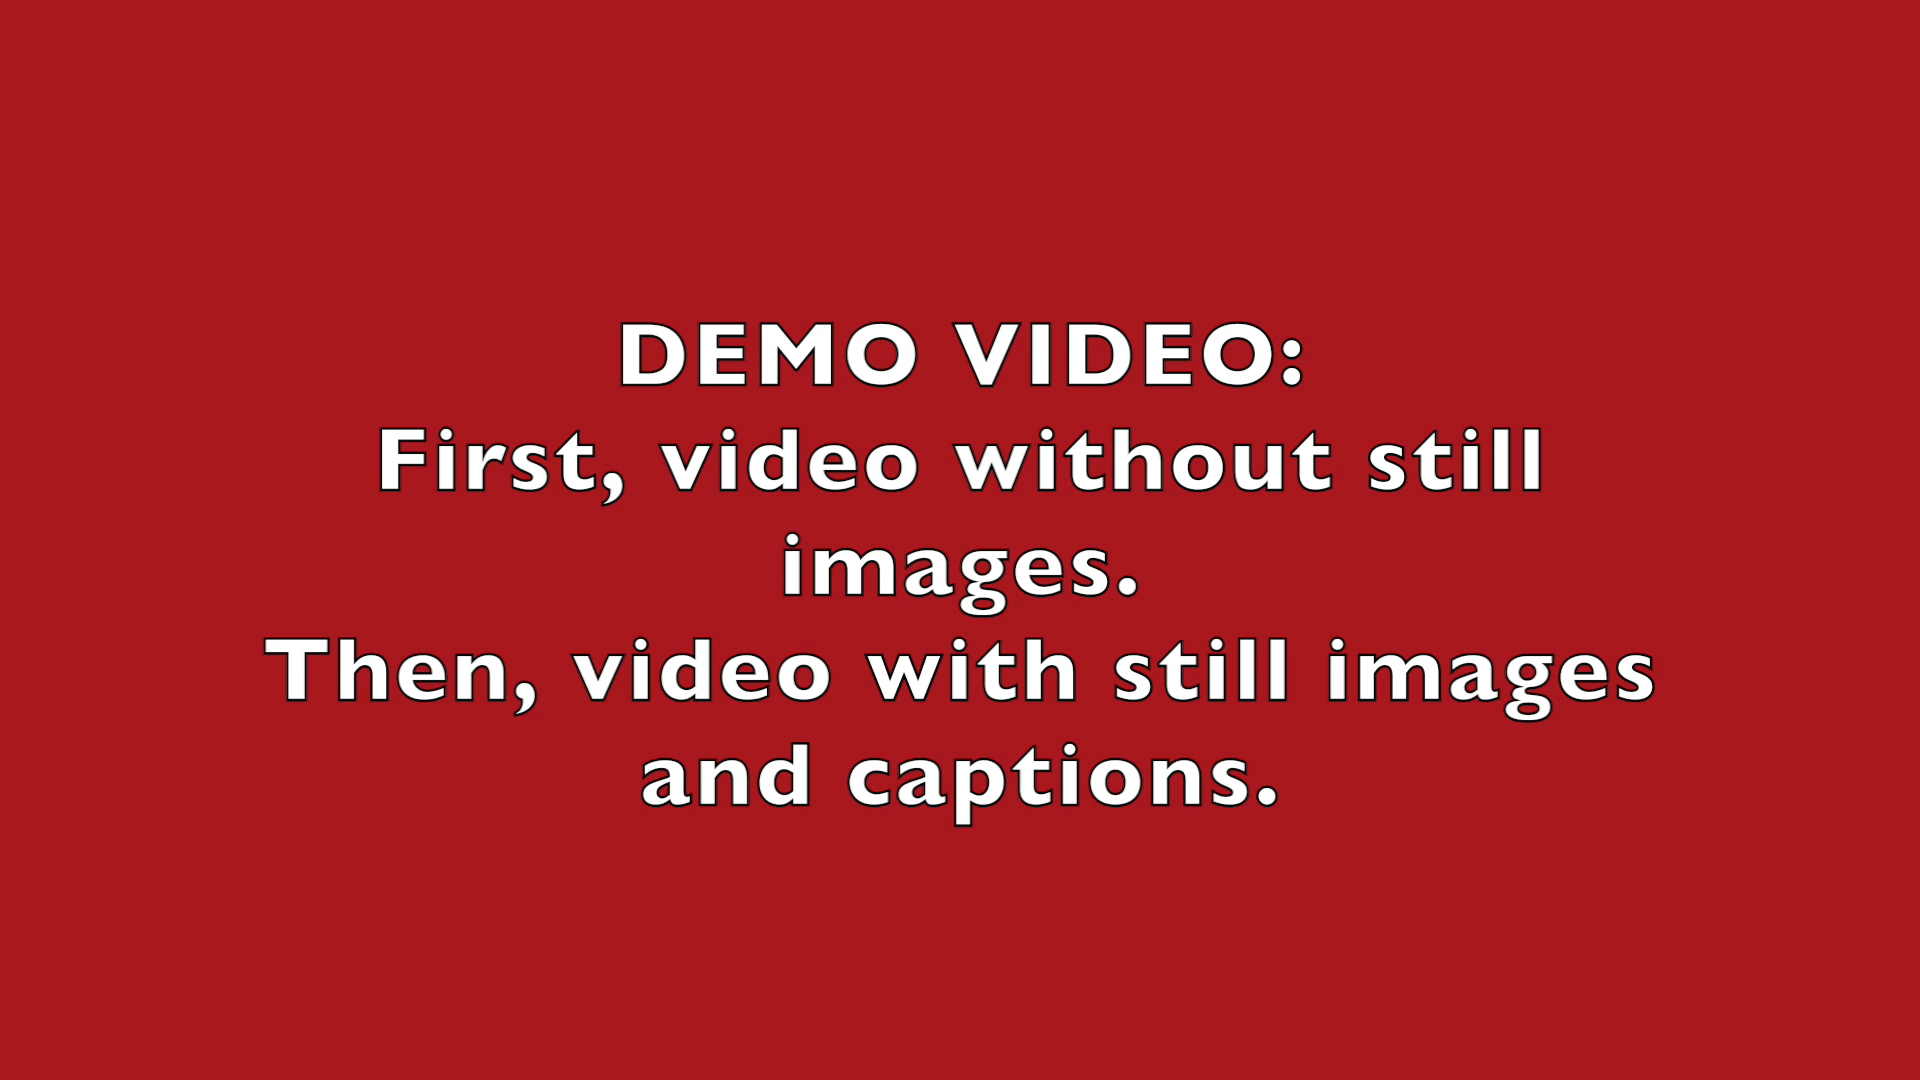 DEMO VIDEO:
First, video without still
images.
Then, video with still images
and captions.